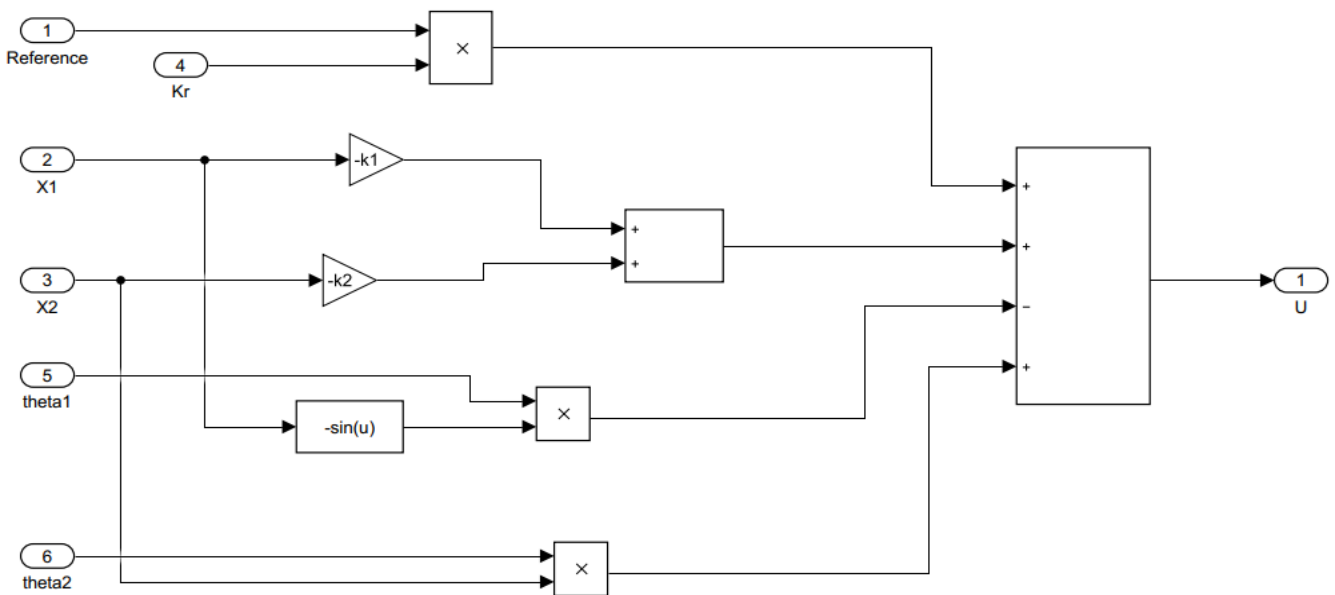 1
Reference
4
Kr
×
2
X1
-k1
+
+
3
X2
-k2
+
+
−
+
1
U
5
theta1
-sin(u)
×
6
theta2
×